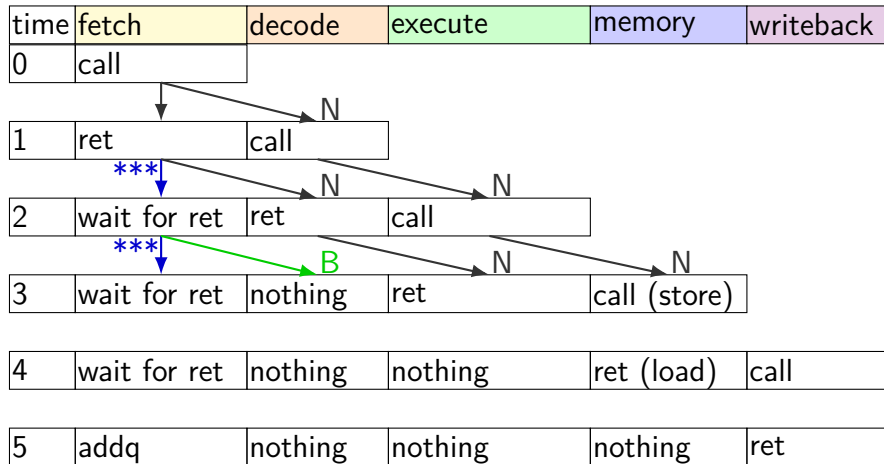 time fetch decode execute memory writeback
0 call
N
1 ret call
*** N N
2 wait for ret ret call
*** B N N
3 wait for ret nothing ret call (store)
4 wait for ret nothing nothing ret (load) call
5 addq nothing nothing nothing ret